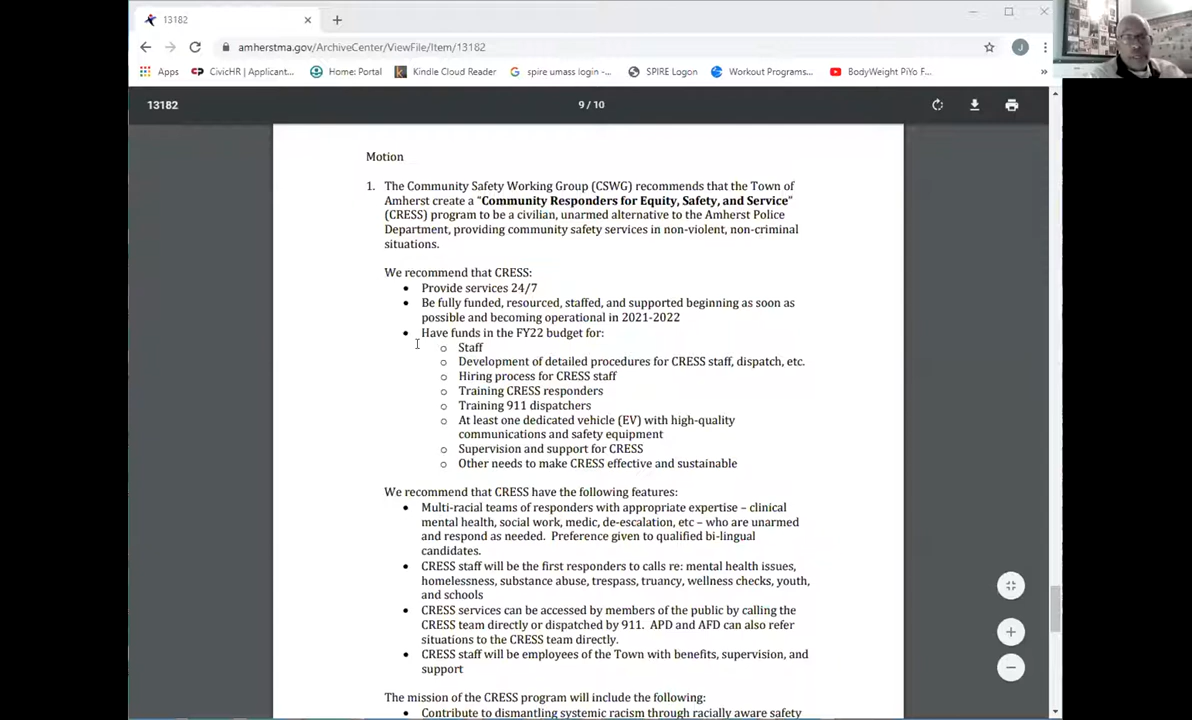 13182
amherstma.gov/ArchiveCenter/ViewFile/Item/13182
J
Apps
CivicHR | Applicant...
Home: Portal
Kindle Cloud Reader
spire umass login -...
SPIRE Logon
Workout Programs...
BodyWeight PiYo F...
»
13182
9 / 10
Motion
1. The Community Safety Working Group (CSWG) recommends that the Town of
Amherst create a "Community Responders for Equity, Safety, and Service"
(CRESS) program to be a civilian, unarmed alternative to the Amherst Police
Department, providing community safety services in non-violent, non-criminal
situations.
We recommend that CRESS:
• Provide services 24/7
• Be fully funded, resourced, staffed, and supported beginning as soon as
possible and becoming operational in 2021-2022
• Have funds in the FY22 budget for:
o Staff
o Development of detailed procedures for CRESS staff, dispatch, etc.
o Hiring process for CRESS staff
o Training CRESS responders
o Training 911 dispatchers
o At least one dedicated vehicle (EV) with high-quality
communications and safety equipment
o Supervision and support for CRESS
o Other needs to make CRESS effective and sustainable
We recommend that CRESS have the following features:
• Multi-racial teams of responders with appropriate expertise – clinical
mental health, social work, medic, de-escalation, etc – who are unarmed
and respond as needed. Preference given to qualified bi-lingual
candidates.
• CRESS staff will be the first responders to calls re: mental health issues,
homelessness, substance abuse, trespass, truancy, wellness checks, youth,
and schools
• CRESS services can be accessed by members of the public by calling the
CRESS team directly or dispatched by 911. APD and AFD can also refer
situations to the CRESS team directly.
• CRESS staff will be employees of the Town with benefits, supervision, and
support
The mission of the CRESS program will include the following:
• Contribute to dismantling systemic racism through racially aware safety